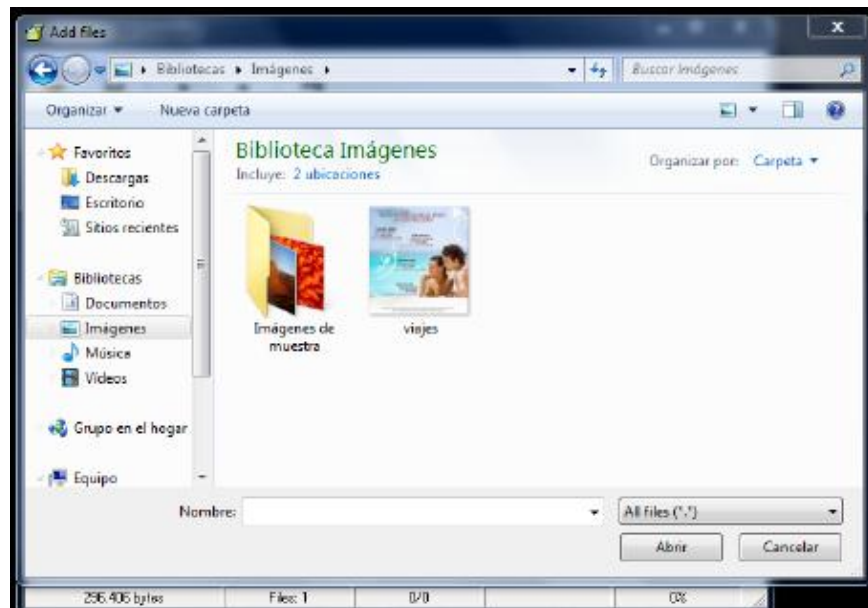 Add files
Bibliotecas Imágenes
Buscar Imágenes
Organizar Nueva carpeta
Favoritos
Descargas
Escritorio
Sitios recientes
Bibliotecas
Documentos
Imágenes
Música
Vídeos
Grupo en el hogar
Equipo
Biblioteca Imágenes
Incluye: 2 ubicaciones
Organizar por: Carpeta
Imágenes de
muestra
viajes
Nombre:
All files (*.*)
Abrir Cancelar
296.406 bytes Files: 1 0/0 0%